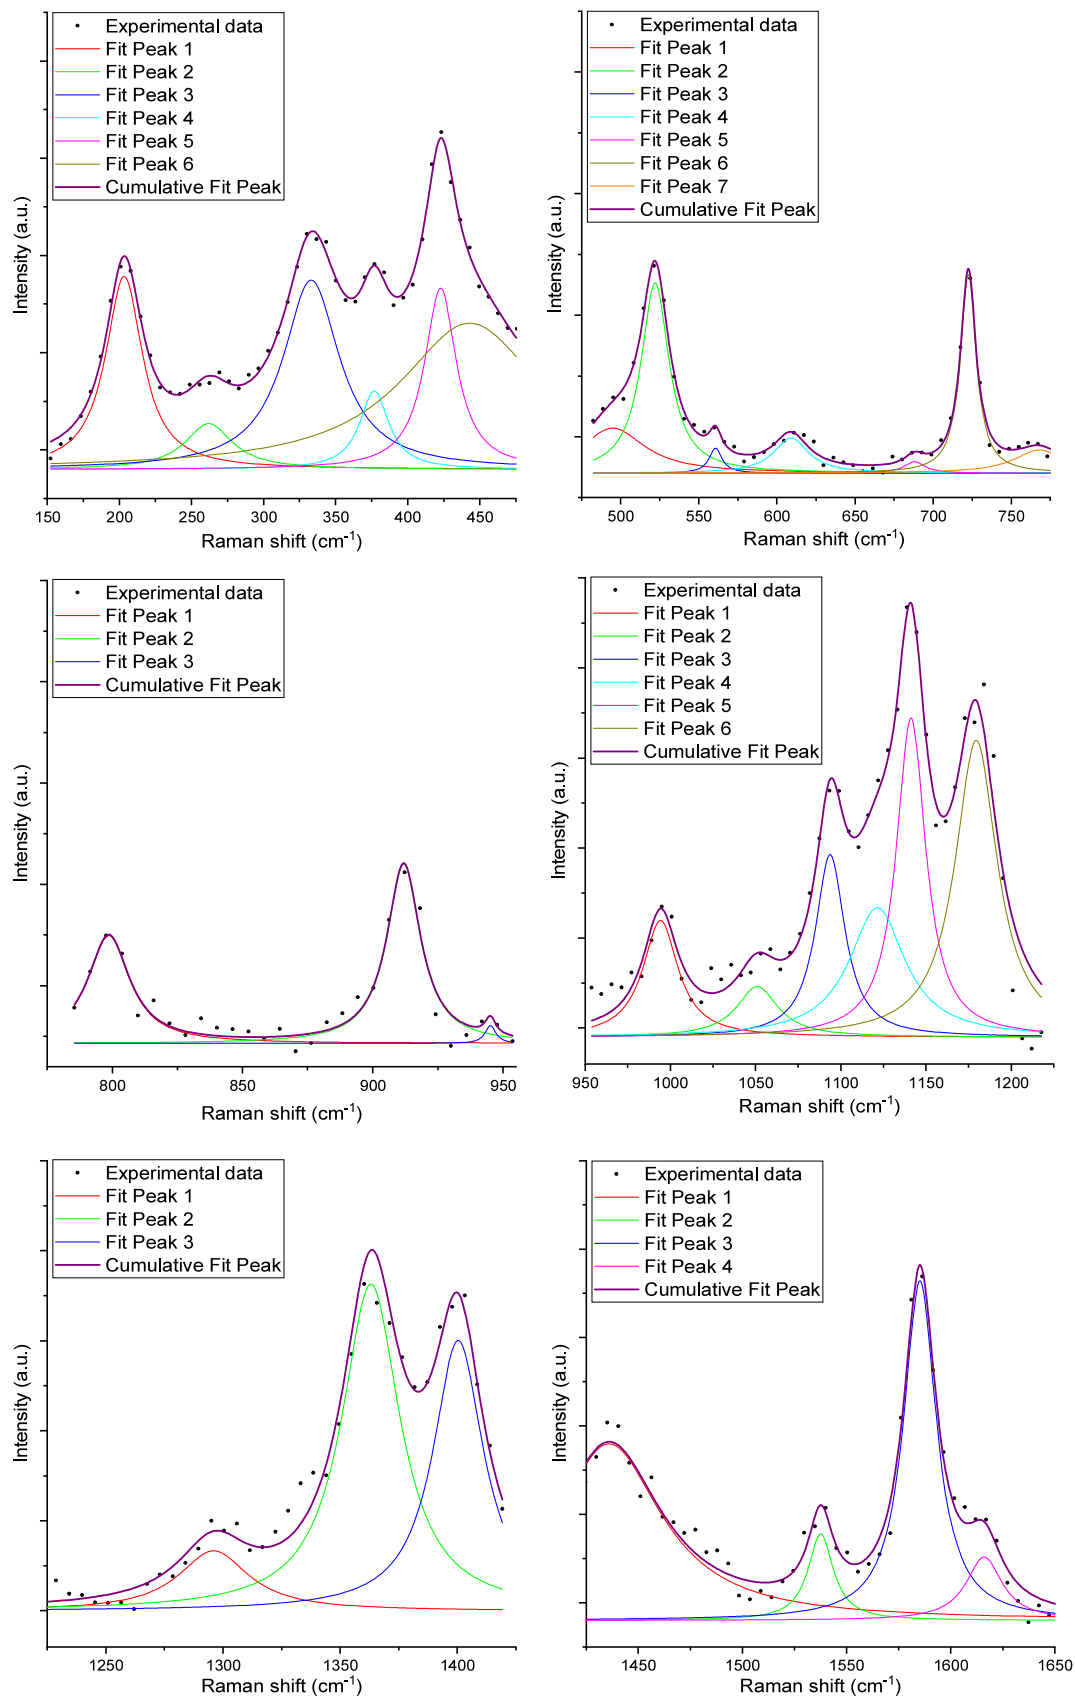 Experimental data
Fit Peak 1
Fit Peak 2
Fit Peak 3
Fit Peak 4
Fit Peak 5
Fit Peak 6
Cumulative Fit Peak
Intensity (a.u.)
150 200 250 300 350 400 450
Raman shift (cm⁻¹)
Experimental data
Fit Peak 1
Fit Peak 2
Fit Peak 3
Fit Peak 4
Fit Peak 5
Fit Peak 6
Fit Peak 7
Cumulative Fit Peak
Intensity (a.u.)
500 550 600 650 700 750
Raman shift (cm⁻¹)
Experimental data
Fit Peak 1
Fit Peak 2
Fit Peak 3
Cumulative Fit Peak
Intensity (a.u.)
800 850 900 950
Raman shift (cm⁻¹)
Experimental data
Fit Peak 1
Fit Peak 2
Fit Peak 3
Fit Peak 4
Fit Peak 5
Fit Peak 6
Cumulative Fit Peak
Intensity (a.u.)
950 1000 1050 1100 1150 1200
Raman shift (cm⁻¹)
Experimental data
Fit Peak 1
Fit Peak 2
Fit Peak 3
Cumulative Fit Peak
Intensity (a.u.)
1250 1300 1350 1400
Raman shift (cm⁻¹)
Experimental data
Fit Peak 1
Fit Peak 2
Fit Peak 3
Fit Peak 4
Cumulative Fit Peak
Intensity (a.u.)
1450 1500 1550 1600 1650
Raman shift (cm⁻¹)